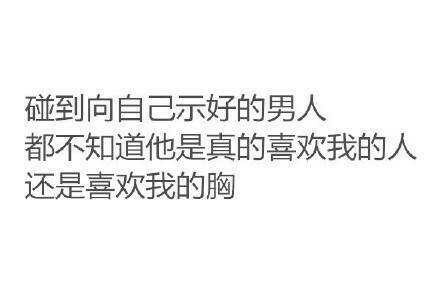 碰到向自己示好的男人
都不知道他是真的喜欢我的人
还是喜欢我的胸